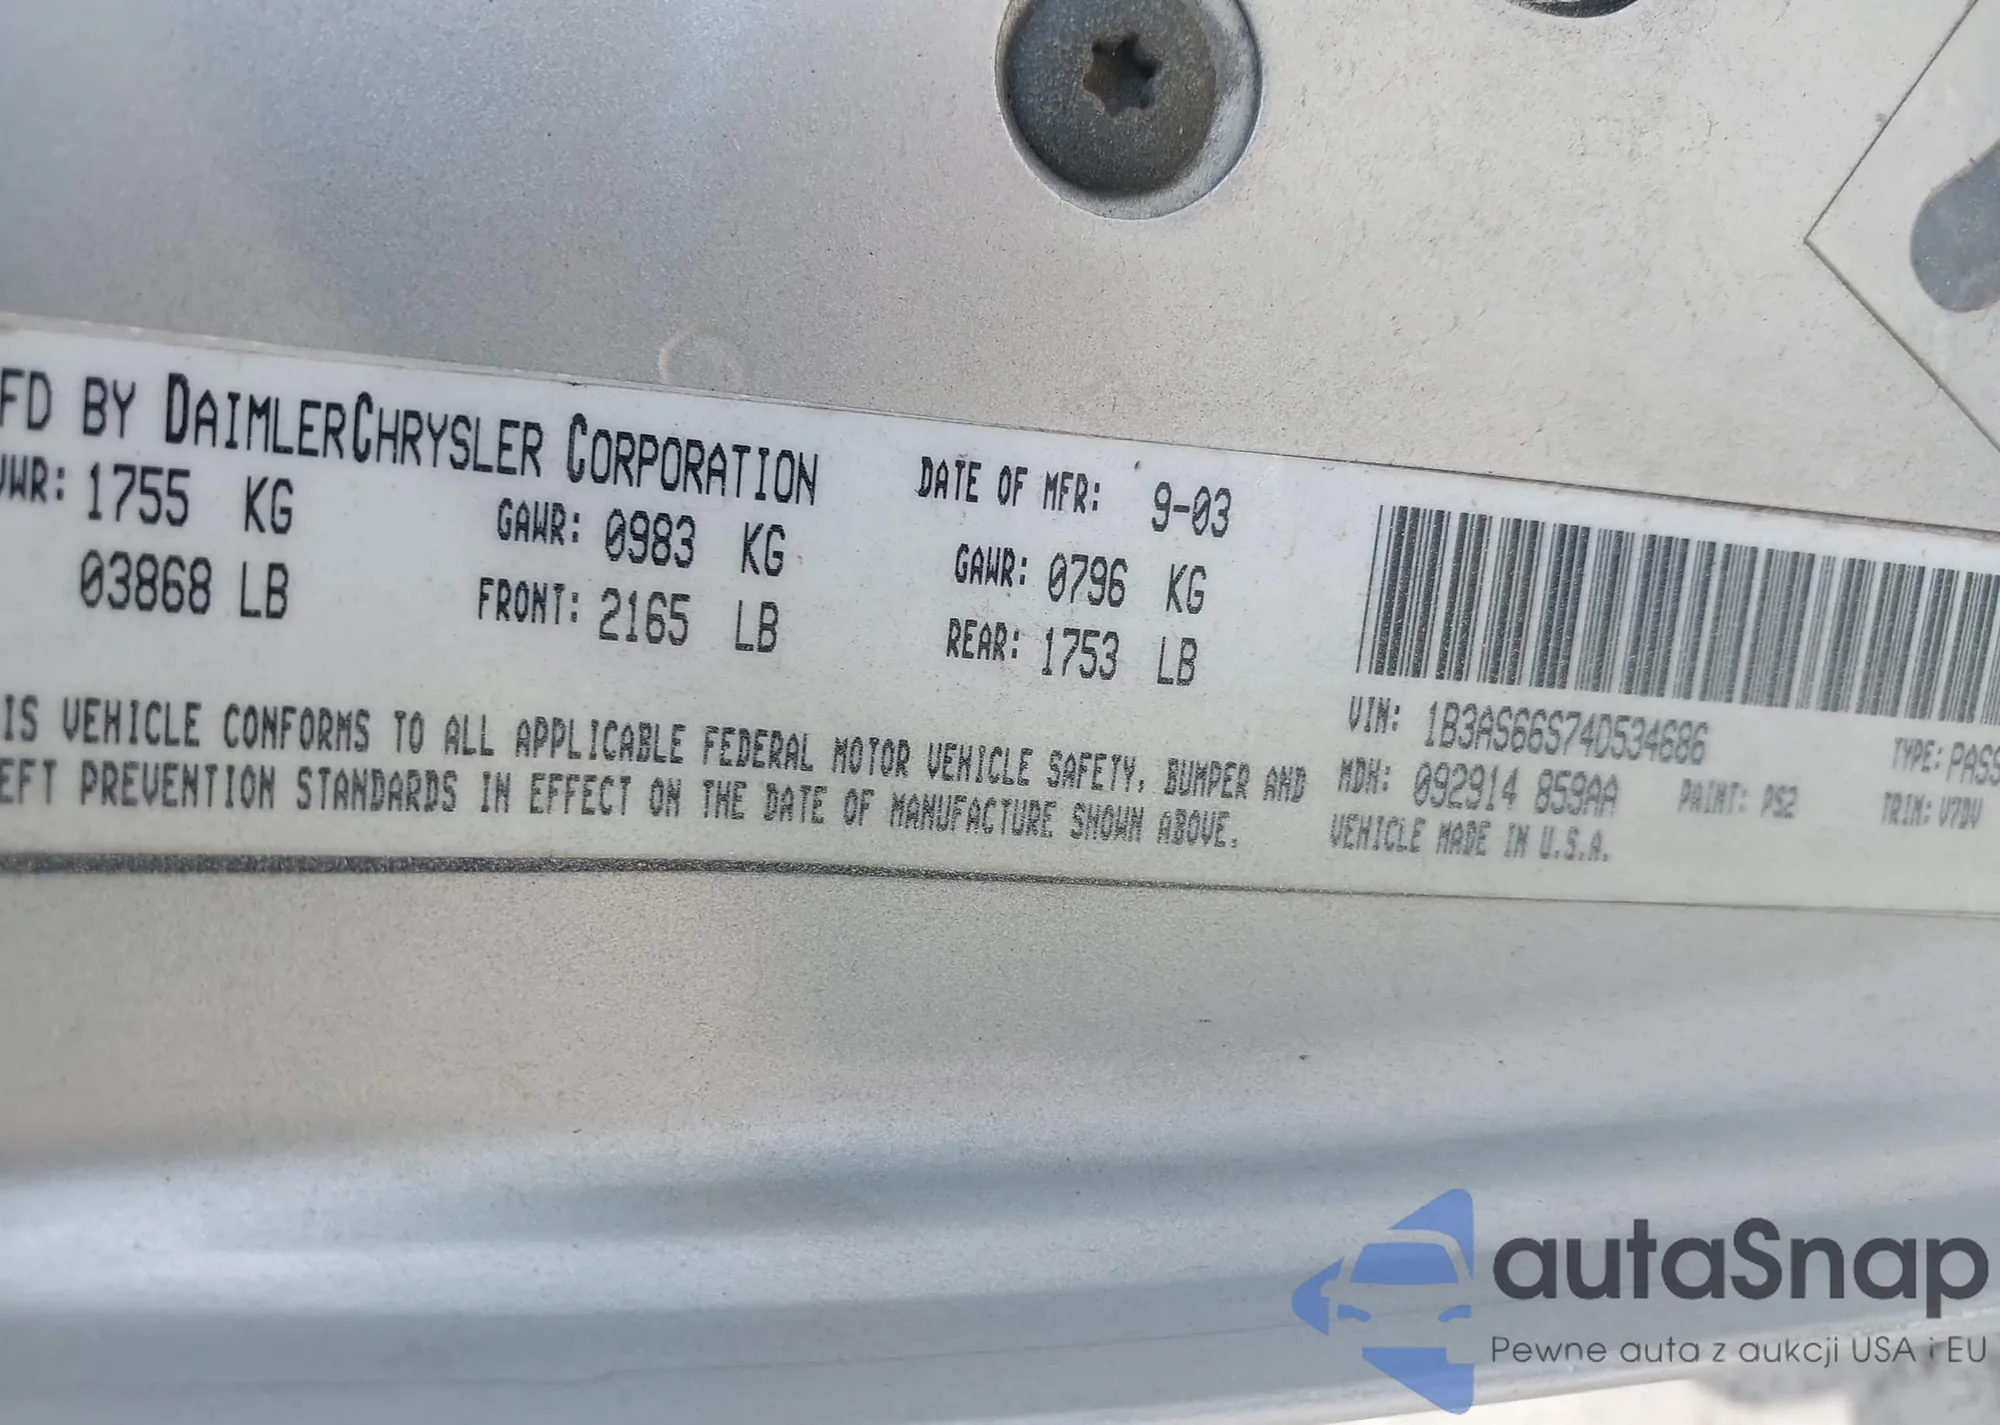 FD BY DAIMLERCHRYSLER CORPORATION DATE OF MFR: 9-03
VWR: 1755 KG GAWR: 0983 KG GAWR: 0796 KG
03868 LB FRONT: 2165 LB REAR: 1753 LB
IS VEHICLE CONFORMS TO ALL APPLICABLE FEDERAL MOTOR VEHICLE SAFETY, BUMPER AND
EFT PREVENTION STANDARDS IN EFFECT ON THE DATE OF MANUFACTURE SHOWN ABOVE.
VIN: 1B3AS66S74D534686 TYPE: PASS
MDH: 092914 859AA PAINT: PS2 TRIM: V7DV
VEHICLE MADE IN U.S.A.
autaSnap
Pewne auta z aukcji USA i EU